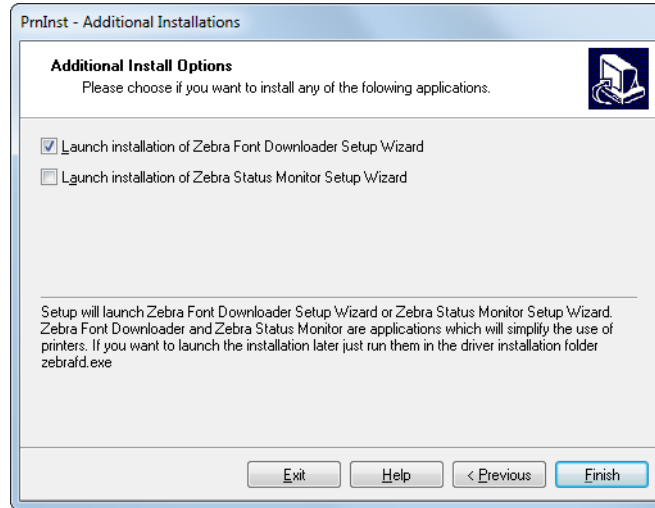 PrnInst - Additional Installations
Additional Install Options
Please choose if you want to install any of the folowing applications.
Launch installation of Zebra Font Downloader Setup Wizard
Launch installation of Zebra Status Monitor Setup Wizard
Setup will launch Zebra Font Downloader Setup Wizard or Zebra Status Monitor Setup Wizard.
Zebra Font Downloader and Zebra Status Monitor are applications which will simplify the use of
printers. If you want to launch the installation later just run them in the driver installation folder
zebrafd.exe
Exit Help < Previous Finish